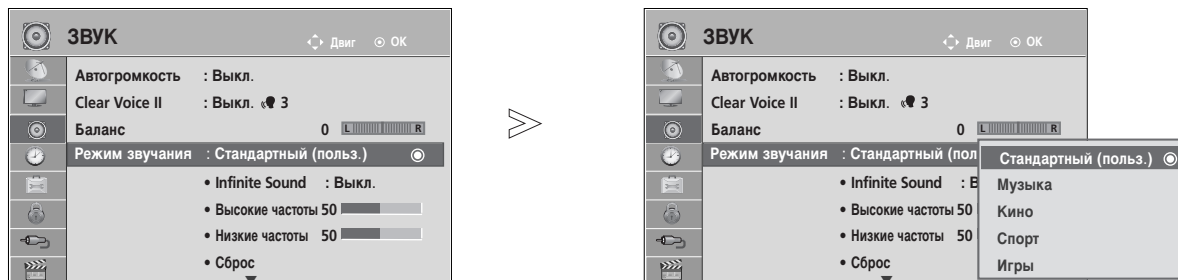 ЗВУК
Двиг ОК
Автогромкость : Выкл.
Clear Voice II : Выкл. 3
Баланс 0 L R
Режим звучания : Стандартный (польз.)
• Infinite Sound : Выкл.
• Высокие частоты 50
• Низкие частоты 50
• Сброс
ЗВУК
Двиг ОК
Автогромкость : Выкл.
Clear Voice II : Выкл. 3
Баланс 0 L R
Режим звучания : Стандартный (пол
• Infinite Sound : В
• Высокие частоты 50
• Низкие частоты 50
• Сброс
Стандартный (польз.)
Музыка
Кино
Спорт
Игры